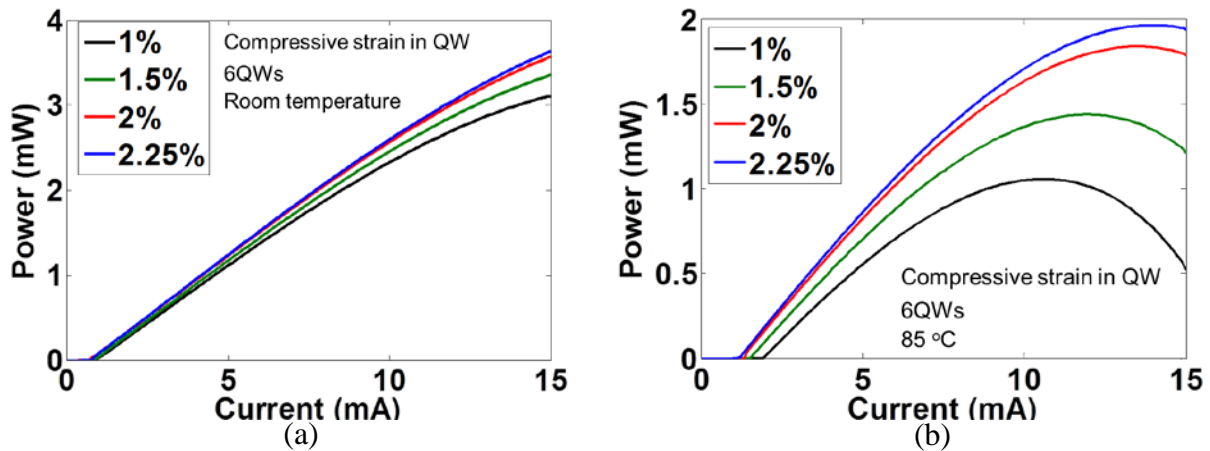 4
3
2
1
0
Power (mW)
1%
1.5%
2%
2.25%
Compressive strain in QW
6QWs
Room temperature
0
5
10
15
Current (mA)
(a)
2
1.5
1
0.5
0
Power (mW)
1%
1.5%
2%
2.25%
Compressive strain in QW
6QWs
85 °C
0
5
10
15
Current (mA)
(b)